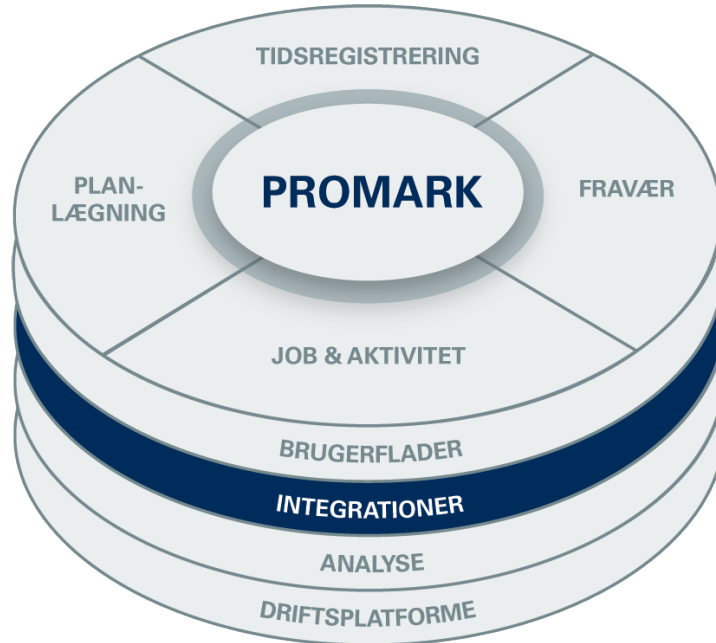 TIDSREGISTRERING
PLAN-
LÆGNING
PROMARK
FRAVÆR
JOB & AKTIVITET
BRUGERFLADER
INTEGRATIONER
ANALYSE
DRIFTSPLATFORME